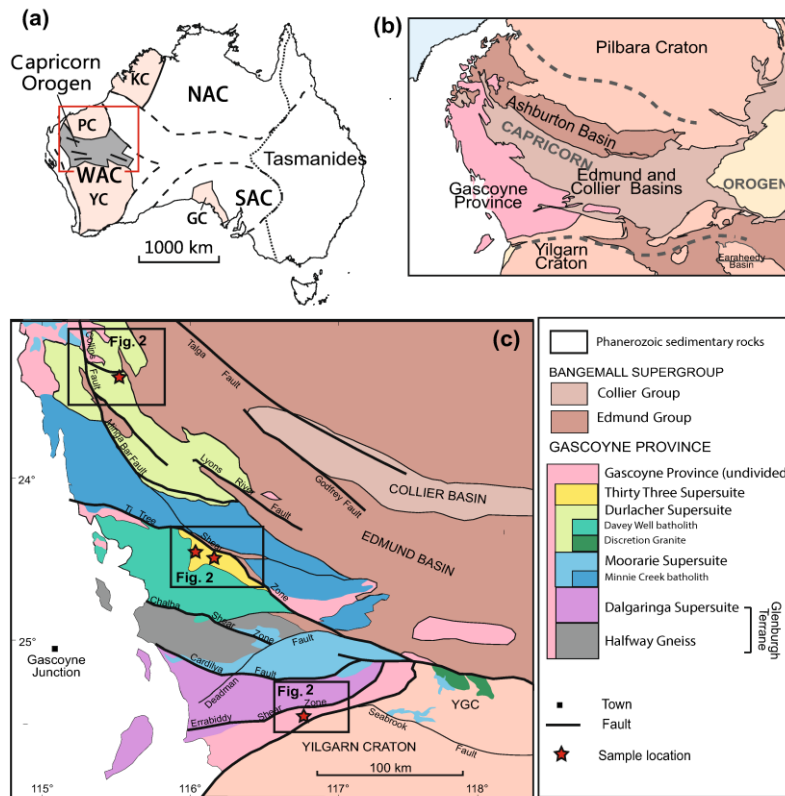 (a)
Capricorn
Orogen
KC
NAC
PC
WAC
YC
Tasmanides
SAC
GC
1000 km
(b)
Pilbara Craton
Ashburton Basin
CAPRICORN
Edmund and
Collier Basins
OROGEN
Gascoyne
Province
Yilgarn
Craton
Earaheedy
Basin
(c)
Fig. 2
Collins
Fault
Talga
Fault
Minga Bar Fault
Lyons River
Fault
Godfrey Fault
COLLIER BASIN
EDMUND BASIN
24°
Ti Tree
Shear
Zone
Fig. 2
Chalba
Shear
Zone
Fault
25°
Cardilya
Fault
Deadman
Gascoyne
Junction
Fig. 2
Errabiddy
Shear
Zone
YGC
Seabrook
Fault
YILGARN CRATON
100 km
115°
116°
117°
118°
Phanerozoic sedimentary rocks
BANGEMALL SUPERGROUP
Collier Group
Edmund Group
GASCOYNE PROVINCE
Gascoyne Province (undivided
Thirty Three Supersuite
Durlacher Supersuite
Davey Well batholith
Discretion Granite
Moorarie Supersuite
Minnie Creek batholith
Dalgaringa Supersuite
Halfway Gneiss
Glenburgh
Terrane
Town
Fault
Sample location